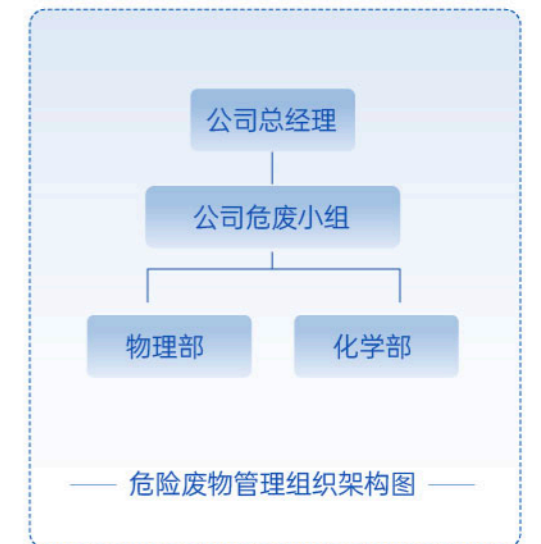 公司总经理
公司危废小组
物理部
化学部
危险废物管理组织架构图